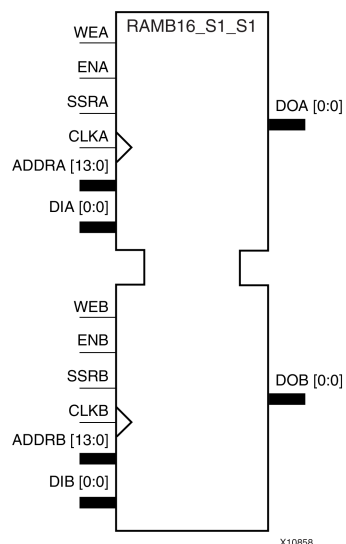 RAMB16_S1_S1
WEA
ENA
SSRA
CLKA
ADDRA [13:0]
DIA [0:0]
DOA [0:0]
WEB
ENB
SSRB
CLKB
ADDRB [13:0]
DIB [0:0]
DOB [0:0]
X10858